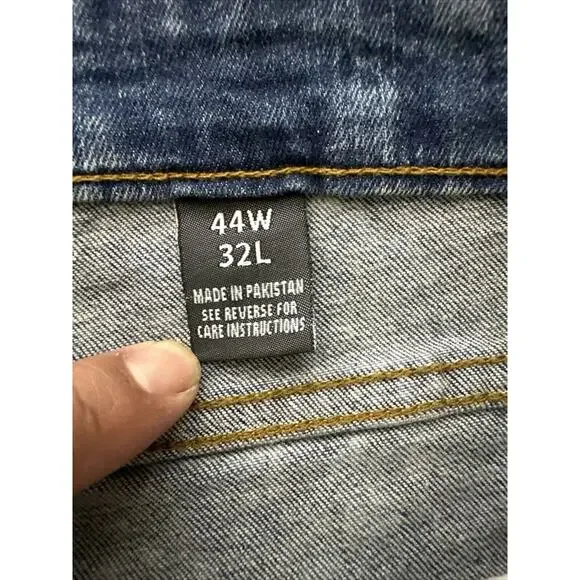 44W
32L
MADE IN PAKISTAN
SEE REVERSE FOR
CARE INSTRUCTIONS